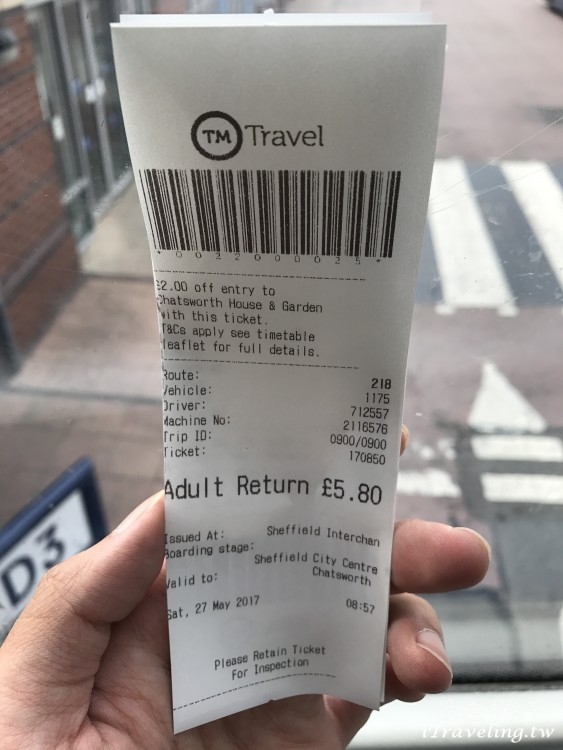 TM Travel
*0022000025*
£2.00 off entry to
Chatsworth House & Garden
with this ticket.
T&Cs apply see timetable
leaflet for full details.
Route: 218
Vehicle: 1175
Driver: 712557
Machine No: 2116576
Trip ID: 0900/0900
Ticket: 170850
Adult Return £5.80
Issued At: Sheffield Interchan
Boarding stage:
Sheffield City Centre
Valid to: Chatsworth
Sat, 27 May 2017 08:57
Please Retain Ticket
For Inspection
D3
i1raveling.tw